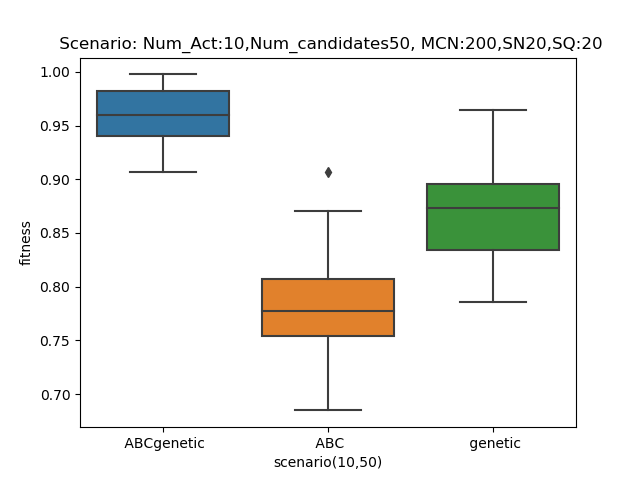 Scenario: Num_Act:10,Num_candidates50, MCN:200,SN20,SQ:20
1.00
0.95
0.90
0.85
0.80
0.75
0.70
fitness
ABCgenetic ABC genetic
scenario(10,50)